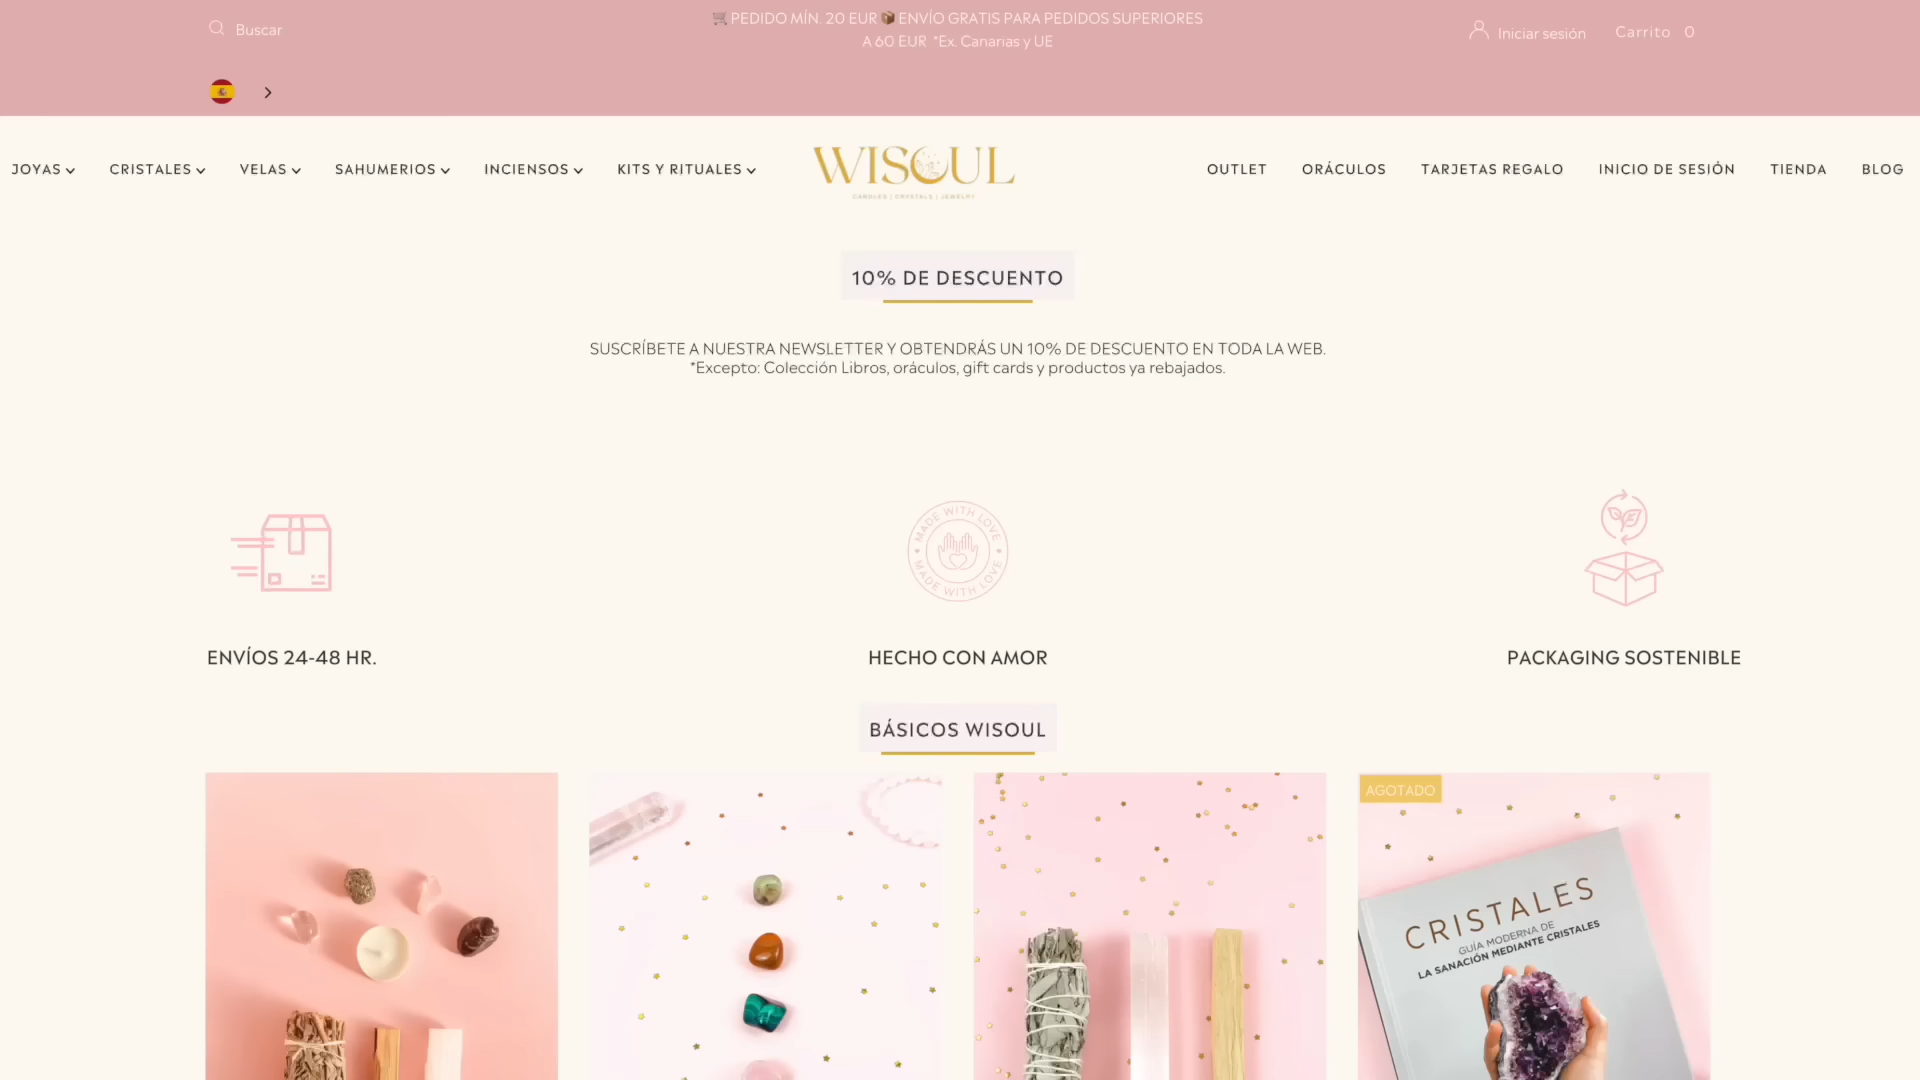 Buscar
🛒 PEDIDO MÍN. 20 EUR 📦 ENVÍO GRATIS PARA PEDIDOS SUPERIORES
A 60 EUR *Ex. Canarias y UE
Iniciar sesión
Carrito 0
JOYAS
CRISTALES
VELAS
SAHUMERIOS
INCIENSOS
KITS Y RITUALES
WISOUL
CANDLES | CRYSTALS | JEWELRY
OUTLET
ORÁCULOS
TARJETAS REGALO
INICIO DE SESIÓN
TIENDA
BLOG
10% DE DESCUENTO
SUSCRÍBETE A NUESTRA NEWSLETTER Y OBTENDRÁS UN 10% DE DESCUENTO EN TODA LA WEB.
*Excepto: Colección Libros, oráculos, gift cards y productos ya rebajados.
MADE WITH LOVE
MADE WITH LOVE
ENVÍOS 24-48 HR.
HECHO CON AMOR
PACKAGING SOSTENIBLE
BÁSICOS WISOUL
AGOTADO
CRISTALES
GUÍA MODERNA DE
LA SANACIÓN MEDIANTE CRISTALES